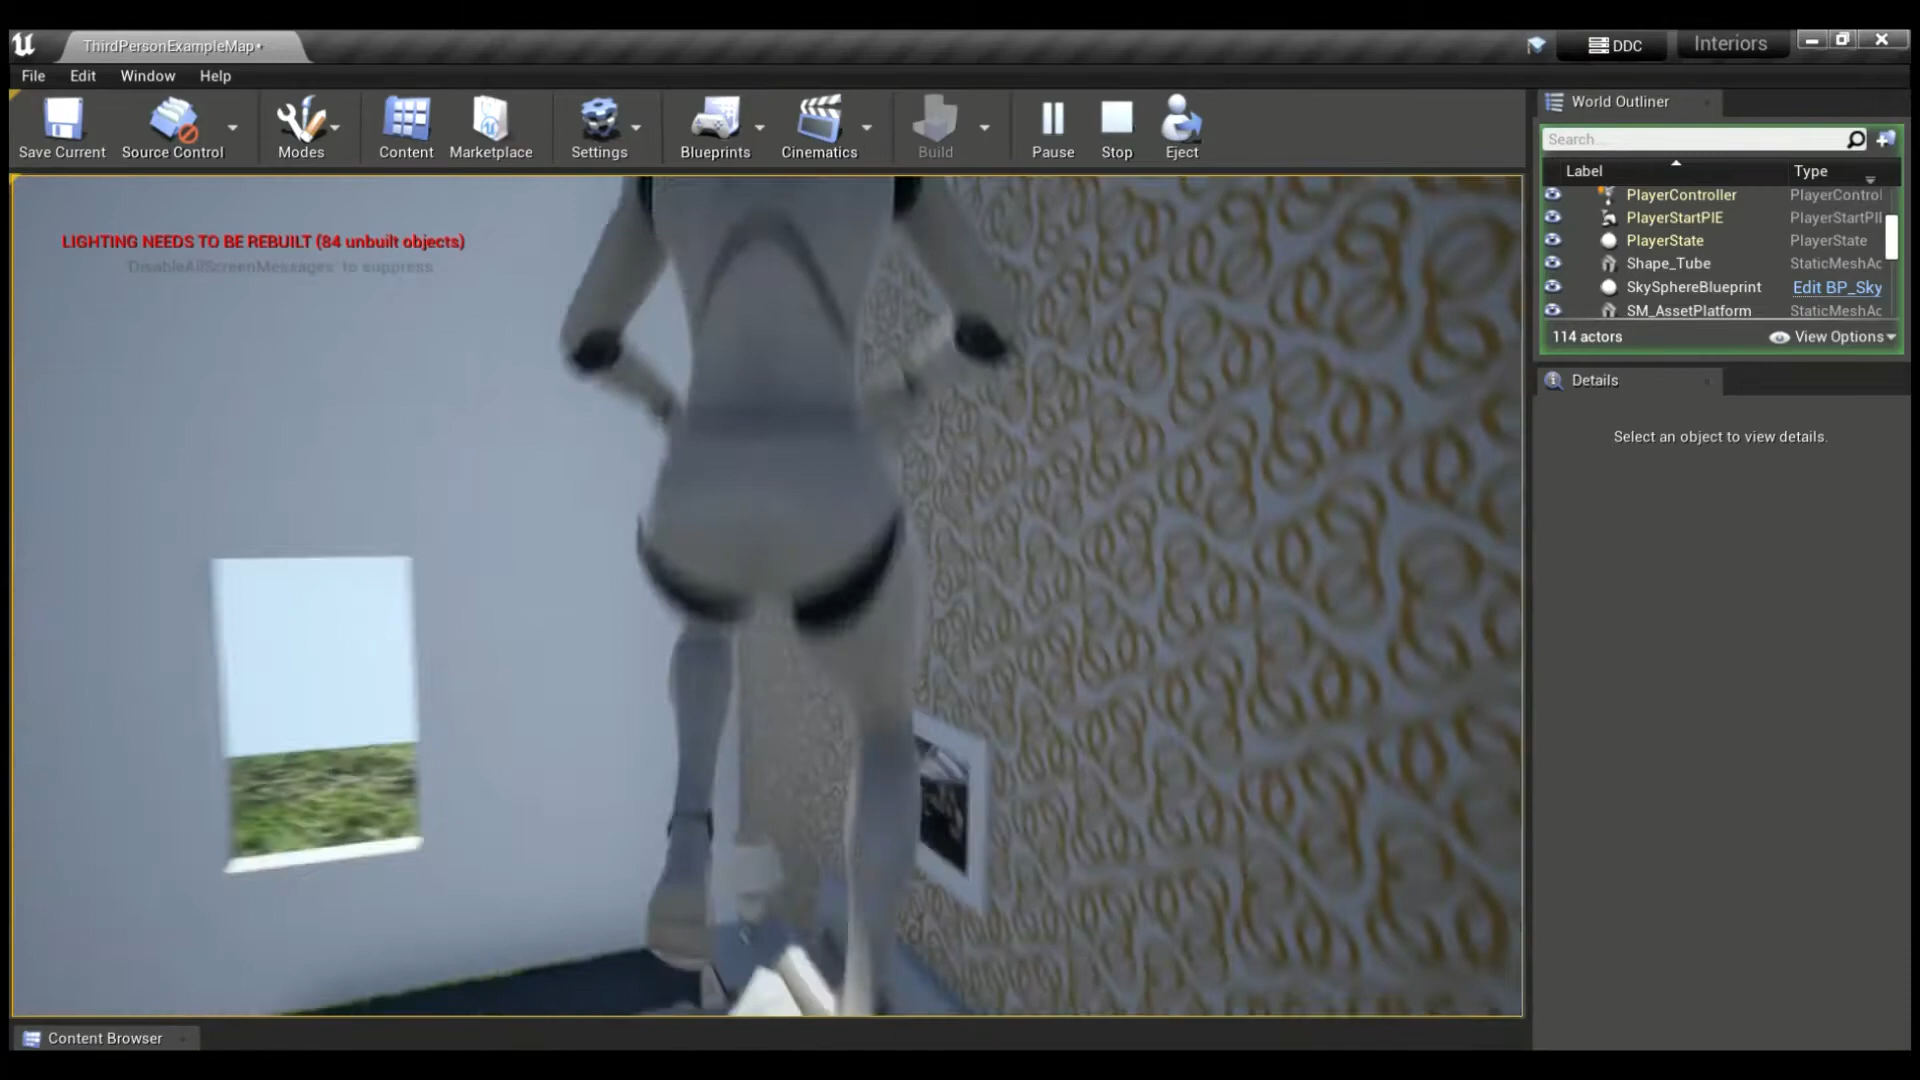 ThirdPersonExampleMap*
DDC
Interiors
File Edit Window Help
World Outliner
Save Current Source Control Modes Content Marketplace Settings Blueprints Cinematics Build Pause Stop Eject
Search...
Label Type
PlayerController PlayerControl
PlayerStartPIE PlayerStartPIE
PlayerState PlayerState
Shape_Tube StaticMeshAc
SkySphereBlueprint Edit BP_Sky
SM_AssetPlatform StaticMeshAc
114 actors View Options
LIGHTING NEEDS TO BE REBUILT (84 unbuilt objects)
'DisableAllScreenMessages' to suppress
Details
Select an object to view details.
Content Browser